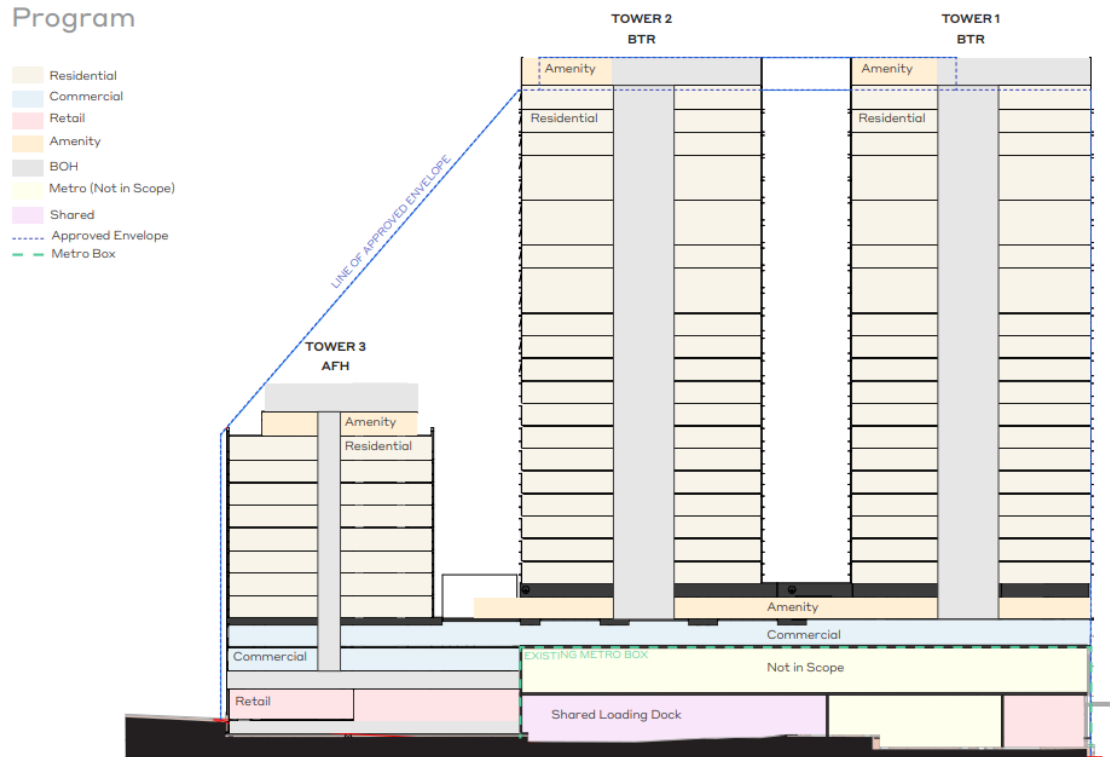 Program
Residential
Commercial
Retail
Amenity
BOH
Metro (Not in Scope)
Shared
Approved Envelope
Metro Box
TOWER 2
BTR
TOWER 1
BTR
Amenity
Amenity
Residential
Residential
LINE OF APPROVED ENVELOPE
TOWER 3
AFH
Amenity
Residential
Amenity
Commercial
Commercial
EXISTING METRO BOX
Not in Scope
Retail
Shared Loading Dock